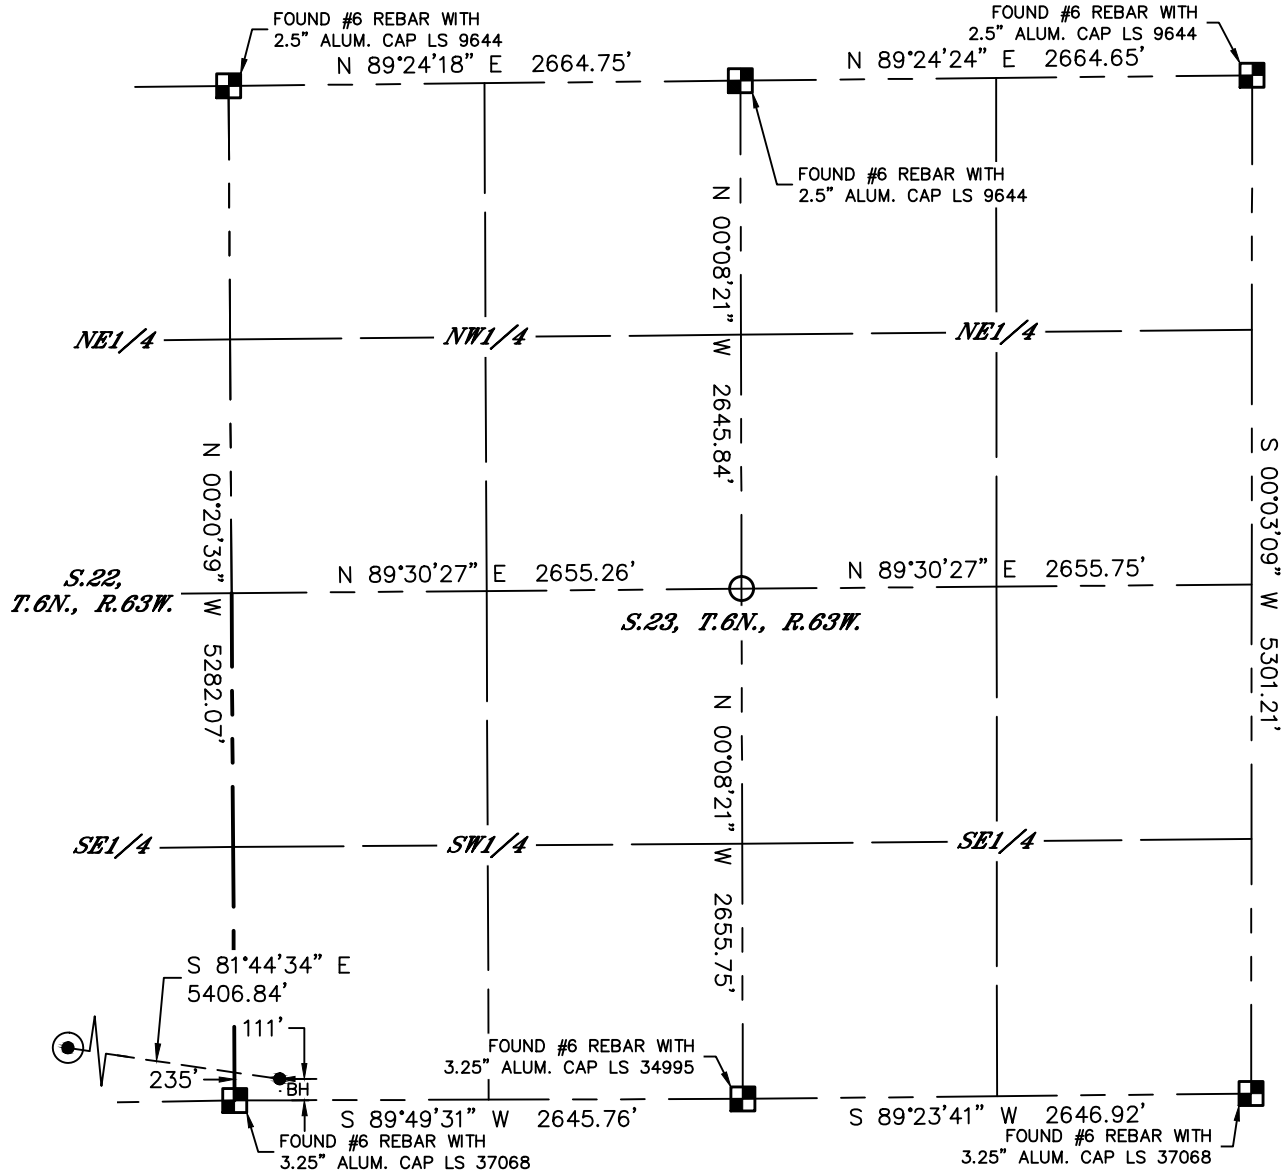 FOUND #6 REBAR WITH
2.5" ALUM. CAP LS 9644
FOUND #6 REBAR WITH
2.5" ALUM. CAP LS 9644
N 89°24'18" E 2664.75'
N 89°24'24" E 2664.65'
FOUND #6 REBAR WITH
2.5" ALUM. CAP LS 9644
N 00°08'21" W 2645.84'
NE1/4
NW1/4
NE1/4
N 00°20'39" W 5282.07'
S 00°03'09" W 5301.21'
S.22,
T.6N., R.63W.
N 89°30'27" E 2655.26'
N 89°30'27" E 2655.75'
S.23, T.6N., R.63W.
N 00°08'21" W 2655.75'
SE1/4
SW1/4
SE1/4
S 81°44'34" E
5406.84'
111'
235'
BH
FOUND #6 REBAR WITH
3.25" ALUM. CAP LS 34995
S 89°49'31" W 2645.76'
S 89°23'41" W 2646.92'
FOUND #6 REBAR WITH
3.25" ALUM. CAP LS 37068
FOUND #6 REBAR WITH
3.25" ALUM. CAP LS 37068